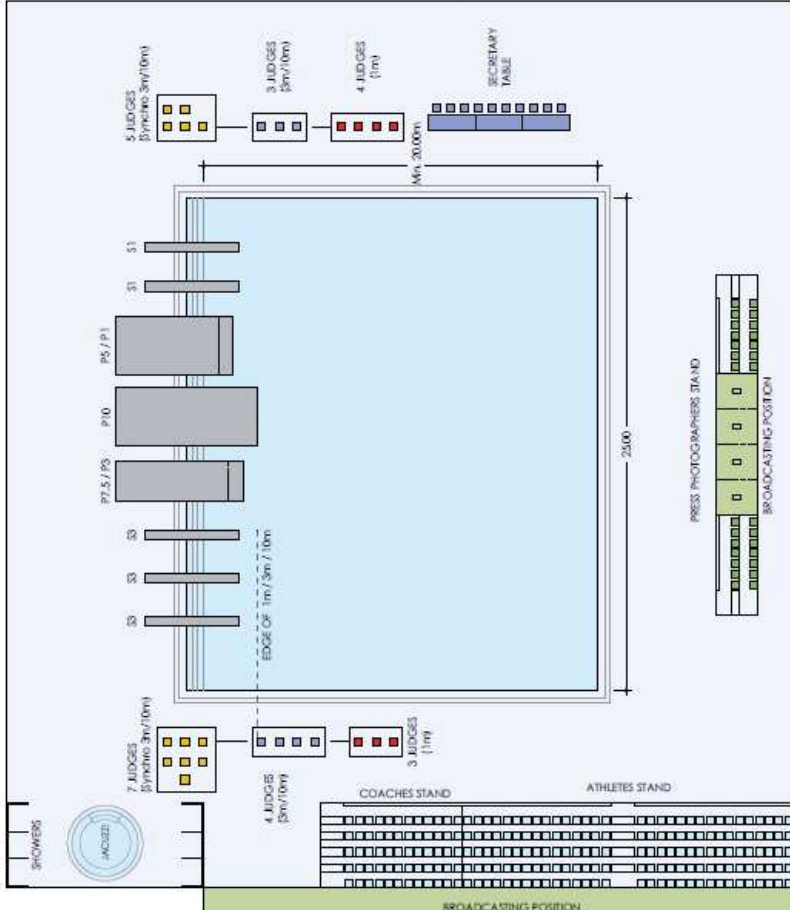 5 JUDGES
(Synchro 3m/10m)
3 JUDGES
(3m/10m)
4 JUDGES
(1m)
SECRETARY
TABLE
Min. 20.00m
S1
S1
P5 / P1
P10
P7.5 / P3
S3
S3
S3
EDGE OF 1m / 3m / 10m
25.00
PRESS PHOTOGRAPHERS STAND
BROADCASTING POSITION
7 JUDGES
(Synchro 3m/10m)
4 JUDGES
(3m/10m)
3 JUDGES
(1m)
SHOWERS
JACUZZI
COACHES STAND
ATHLETES STAND
BROADCASTING POSITION